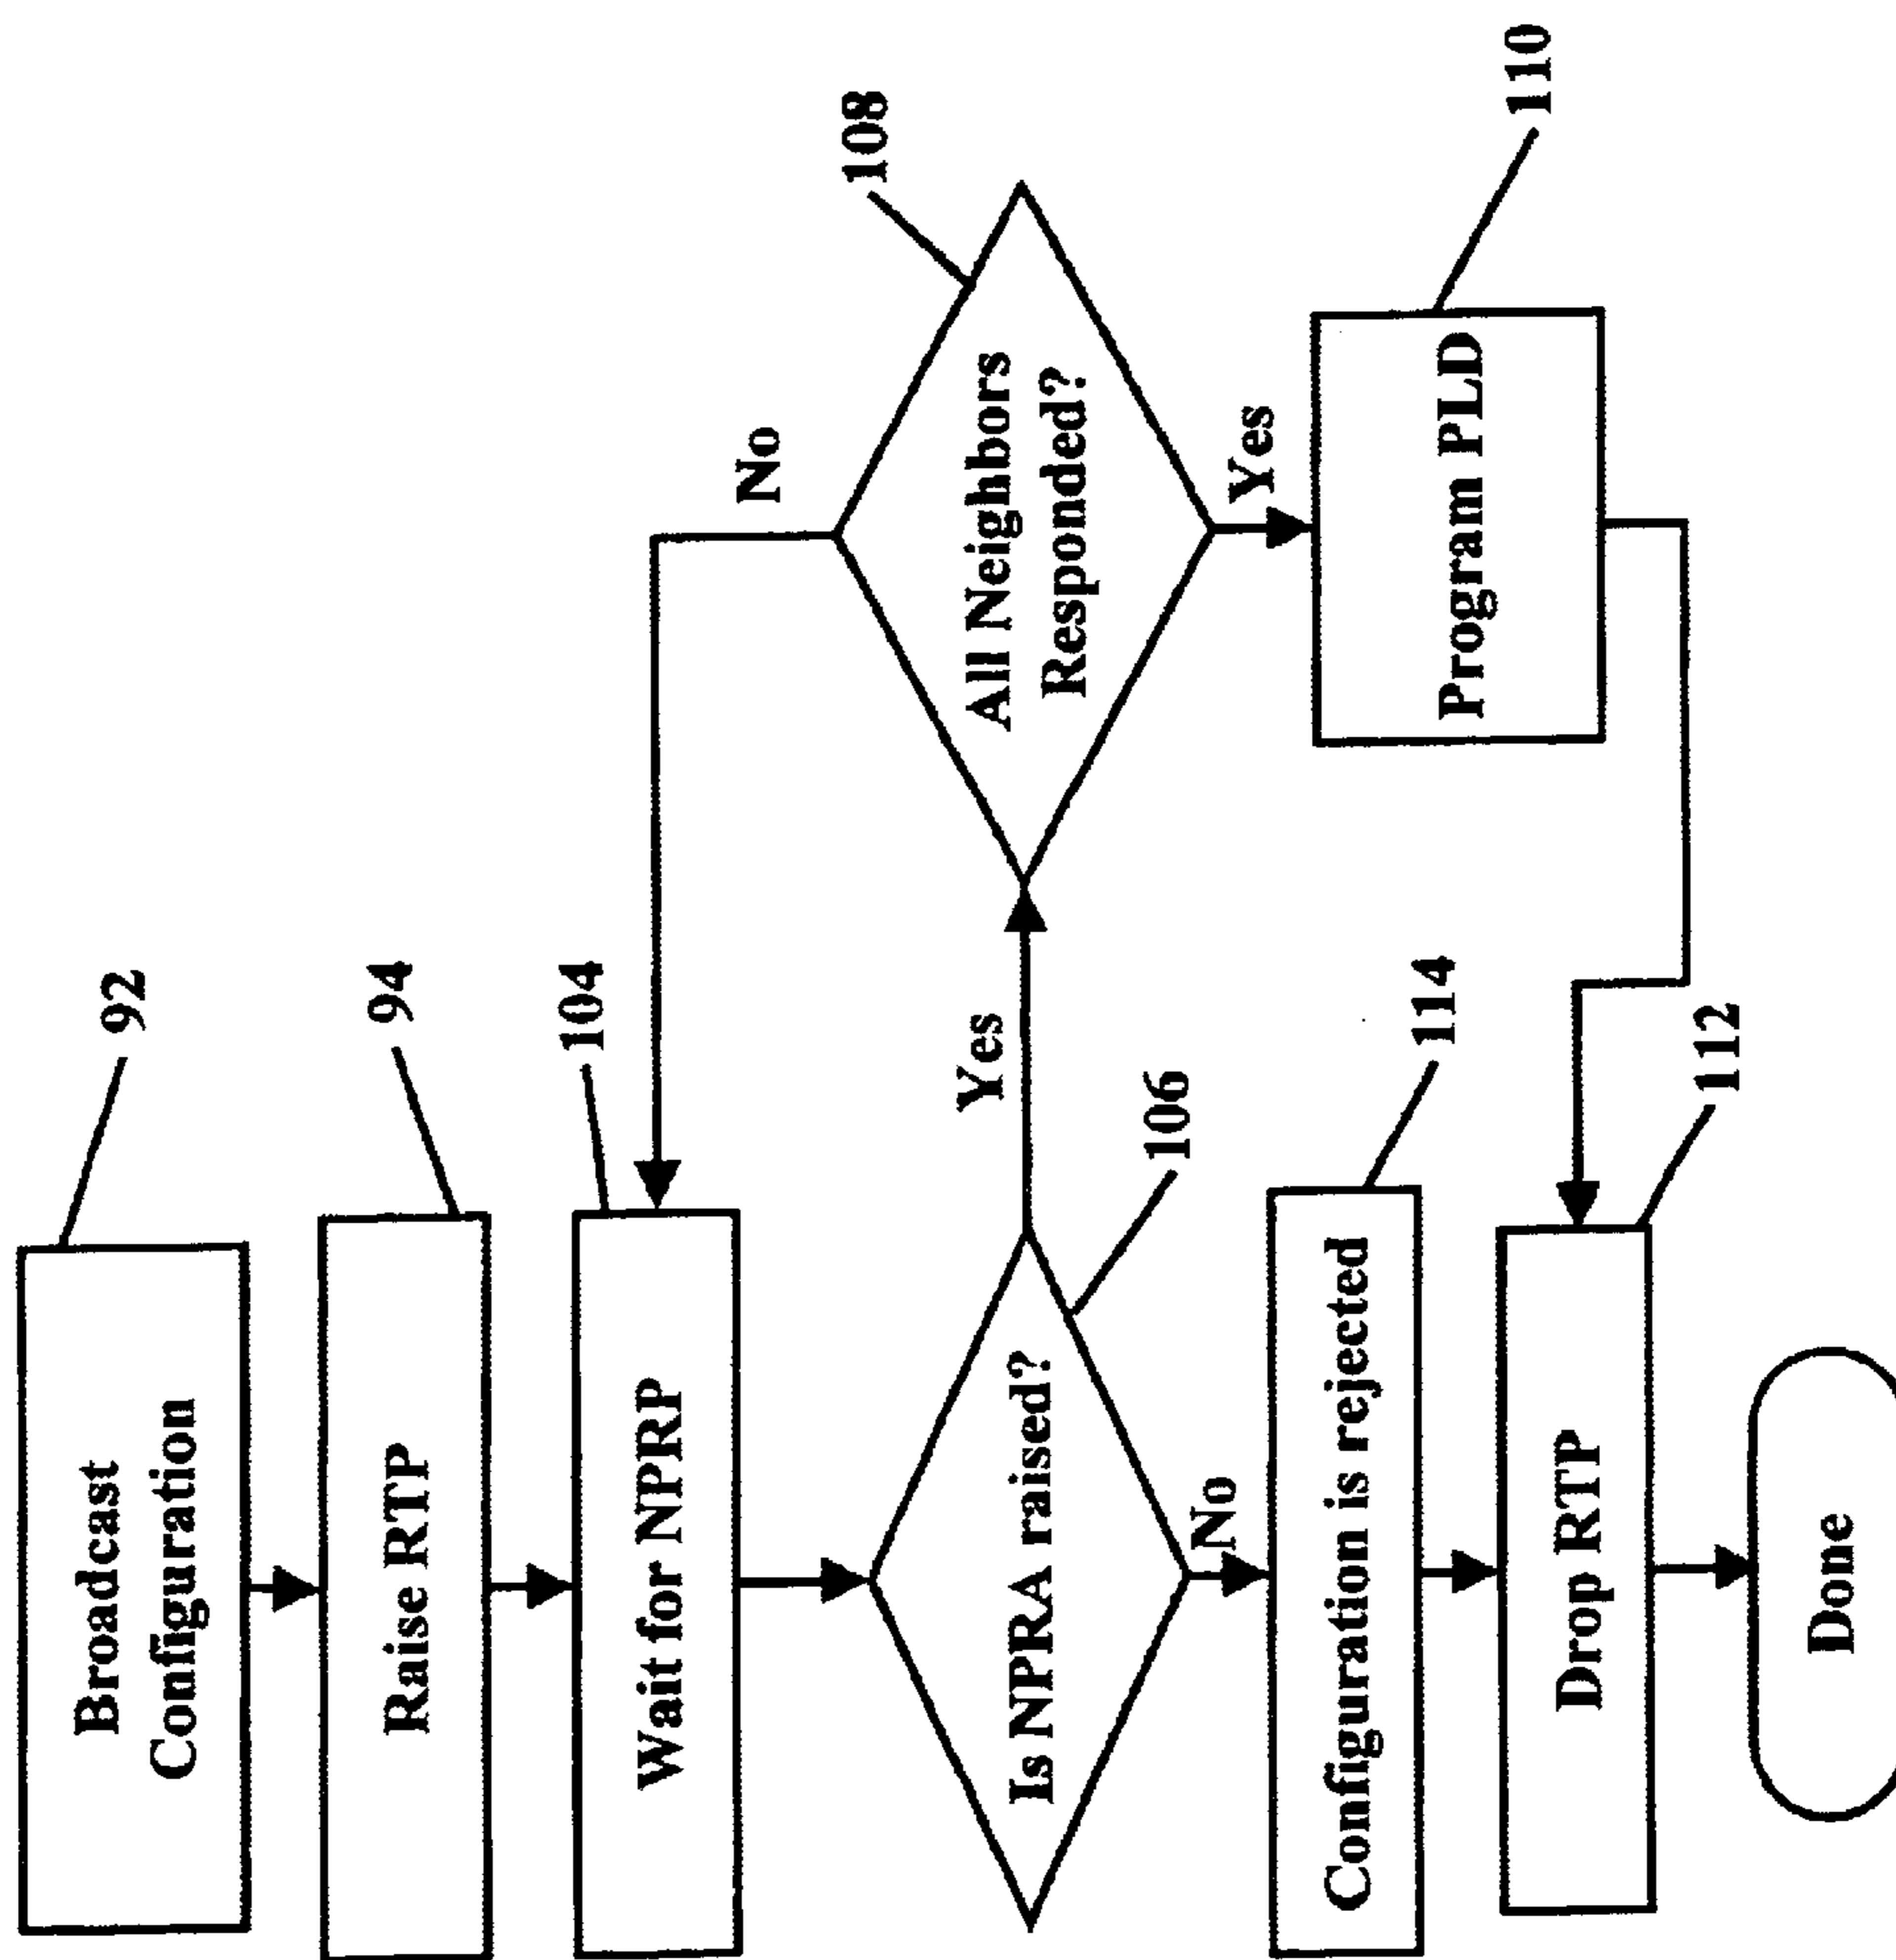 Broadcast
Configuration
92
Raise RTP
94
Wait for NPRP
104
Is NPRA raised?
106
Yes
No
All Neighbors
Responded?
108
No
Yes
Program PLD
110
Configuration is rejected
114
Drop RTP
112
Done